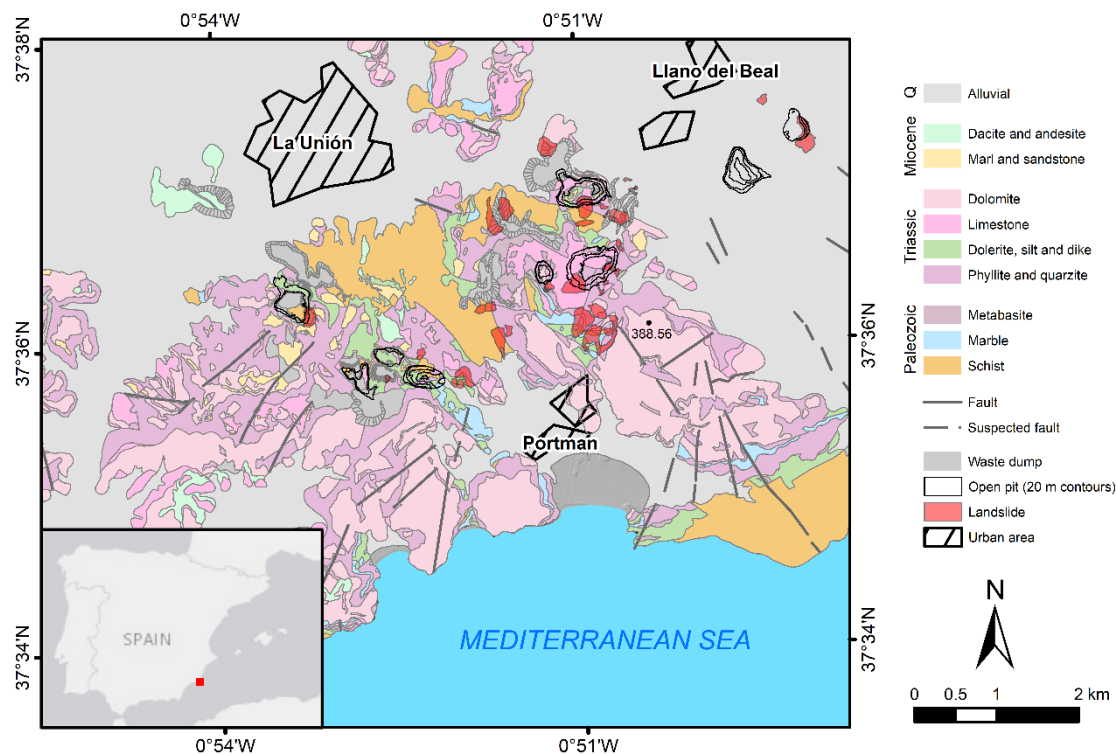 0°54'W
0°51'W
37°38'N
Llano del Beal
La Unión
388.56
37°36'N
37°36'N
Portman
MEDITERRANEAN SEA
SPAIN
37°34'N
37°34'N
0°54'W
0°51'W
Q
Alluvial
Miocene
Dacite and andesite
Marl and sandstone
Triassic
Dolomite
Limestone
Dolerite, silt and dike
Phyllite and quartzite
Paleozoic
Metabasite
Marble
Schist
Fault
Suspected fault
Waste dump
Open pit (20 m contours)
Landslide
Urban area
N
0 0.5 1 2 km